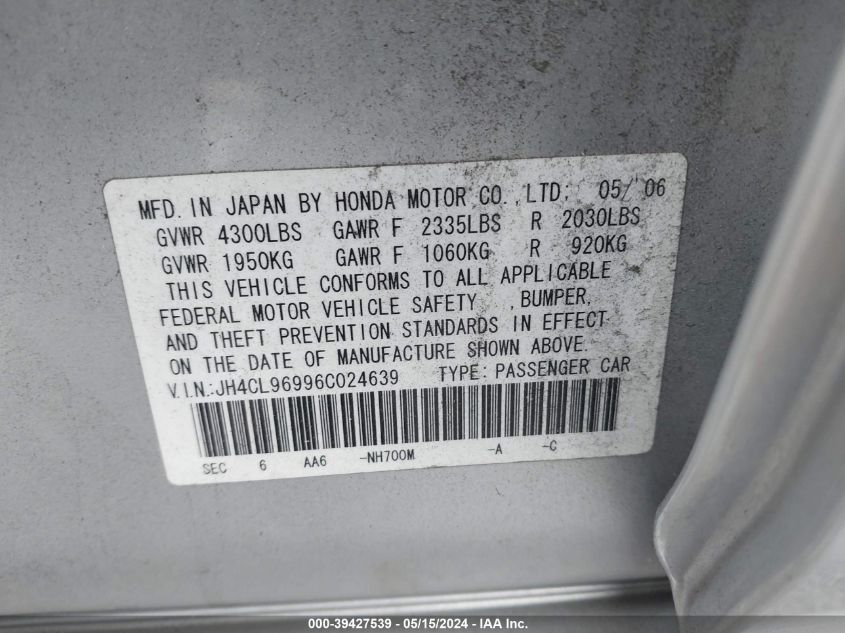 MFD. IN JAPAN BY HONDA MOTOR CO.,LTD; 05/'06
GVWR 4300LBS GAWR F 2335LBS R 2030LBS
GVWR 1950KG GAWR F 1060KG R 920KG
THIS VEHICLE CONFORMS TO ALL APPLICABLE
FEDERAL MOTOR VEHICLE SAFETY ,BUMPER,
AND THEFT PREVENTION STANDARDS IN EFFECT
ON THE DATE OF MANUFACTURE SHOWN ABOVE.
V.I.N.:JH4CL96996C024639 TYPE: PASSENGER CAR
SEC 6 AA6 -NH700M -A -C
000-39427539 - 05/15/2024 - IAA Inc.